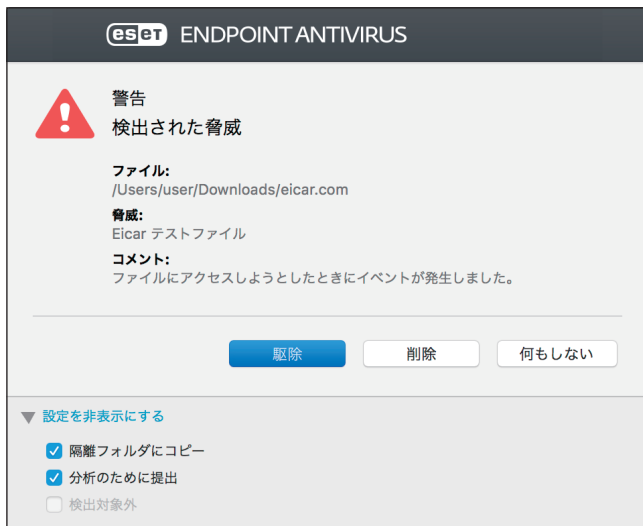 eset ENDPOINT ANTIVIRUS
警告
検出された脅威
ファイル:
/Users/user/Downloads/eicar.com
脅威:
Eicar テストファイル
コメント:
ファイルにアクセスしようとしたときにイベントが発生しました。
駆除 削除 何もしない
設定を非表示にする
隔離フォルダにコピー
分析のために提出
検出対象外